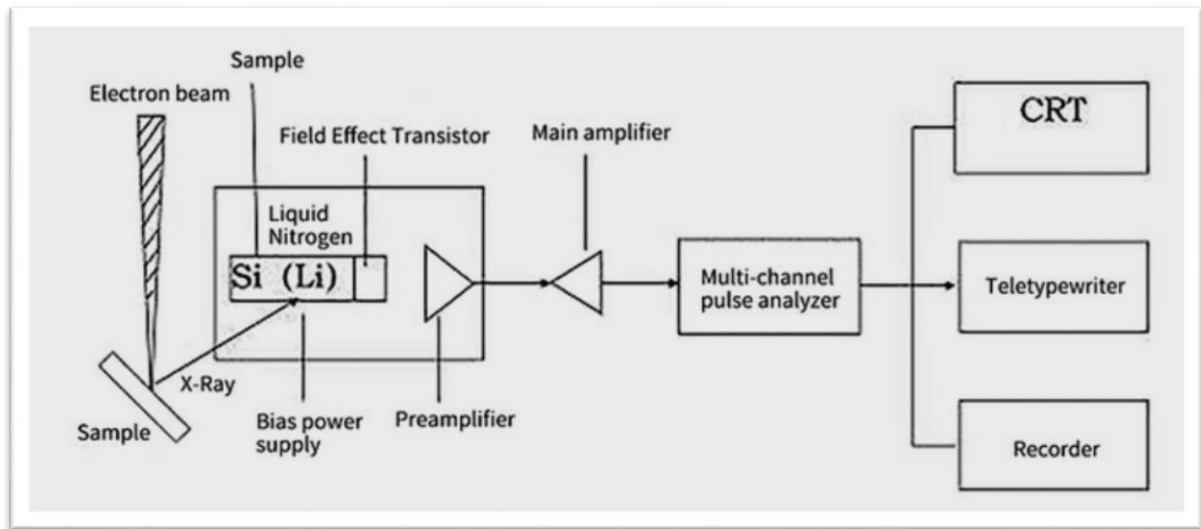 Sample
Electron beam
Field Effect Transistor
Main amplifier
CRT
Liquid
Nitrogen
Si (Li)
Multi-channel
pulse analyzer
Teletypewriter
X-Ray
Sample
Bias power
supply
Preamplifier
Recorder